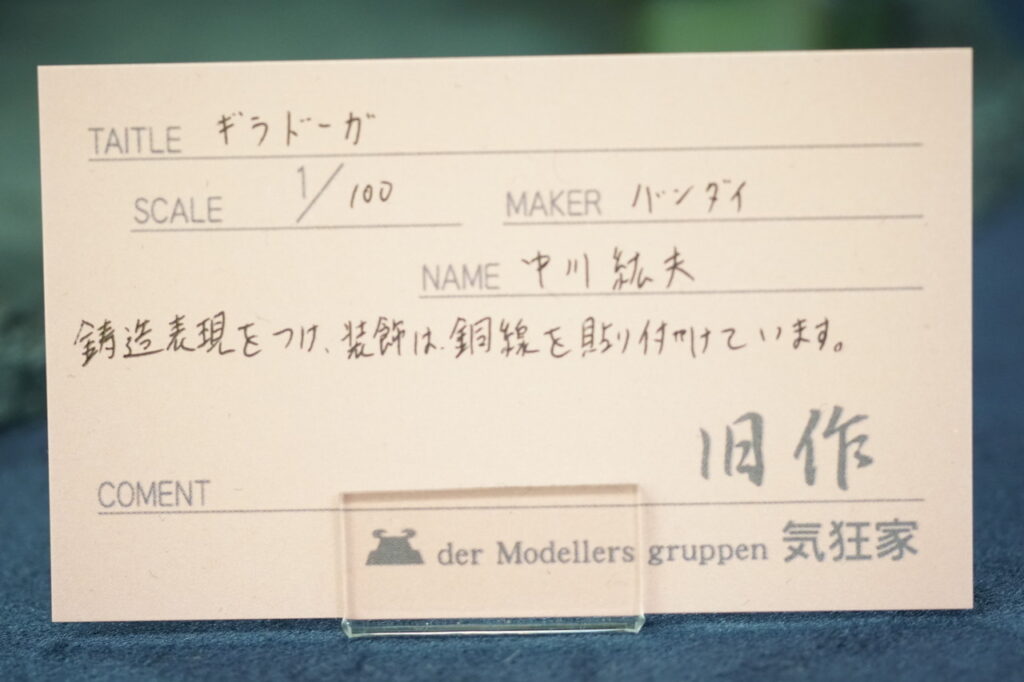 TAITLE ギラドーガ
SCALE 1/100 MAKER バンダイ
NAME 中川紘夫
鋳造表現をつけ、装飾は銅線を貼り付けています。
旧作
COMENT
der Modellers gruppen 気狂家